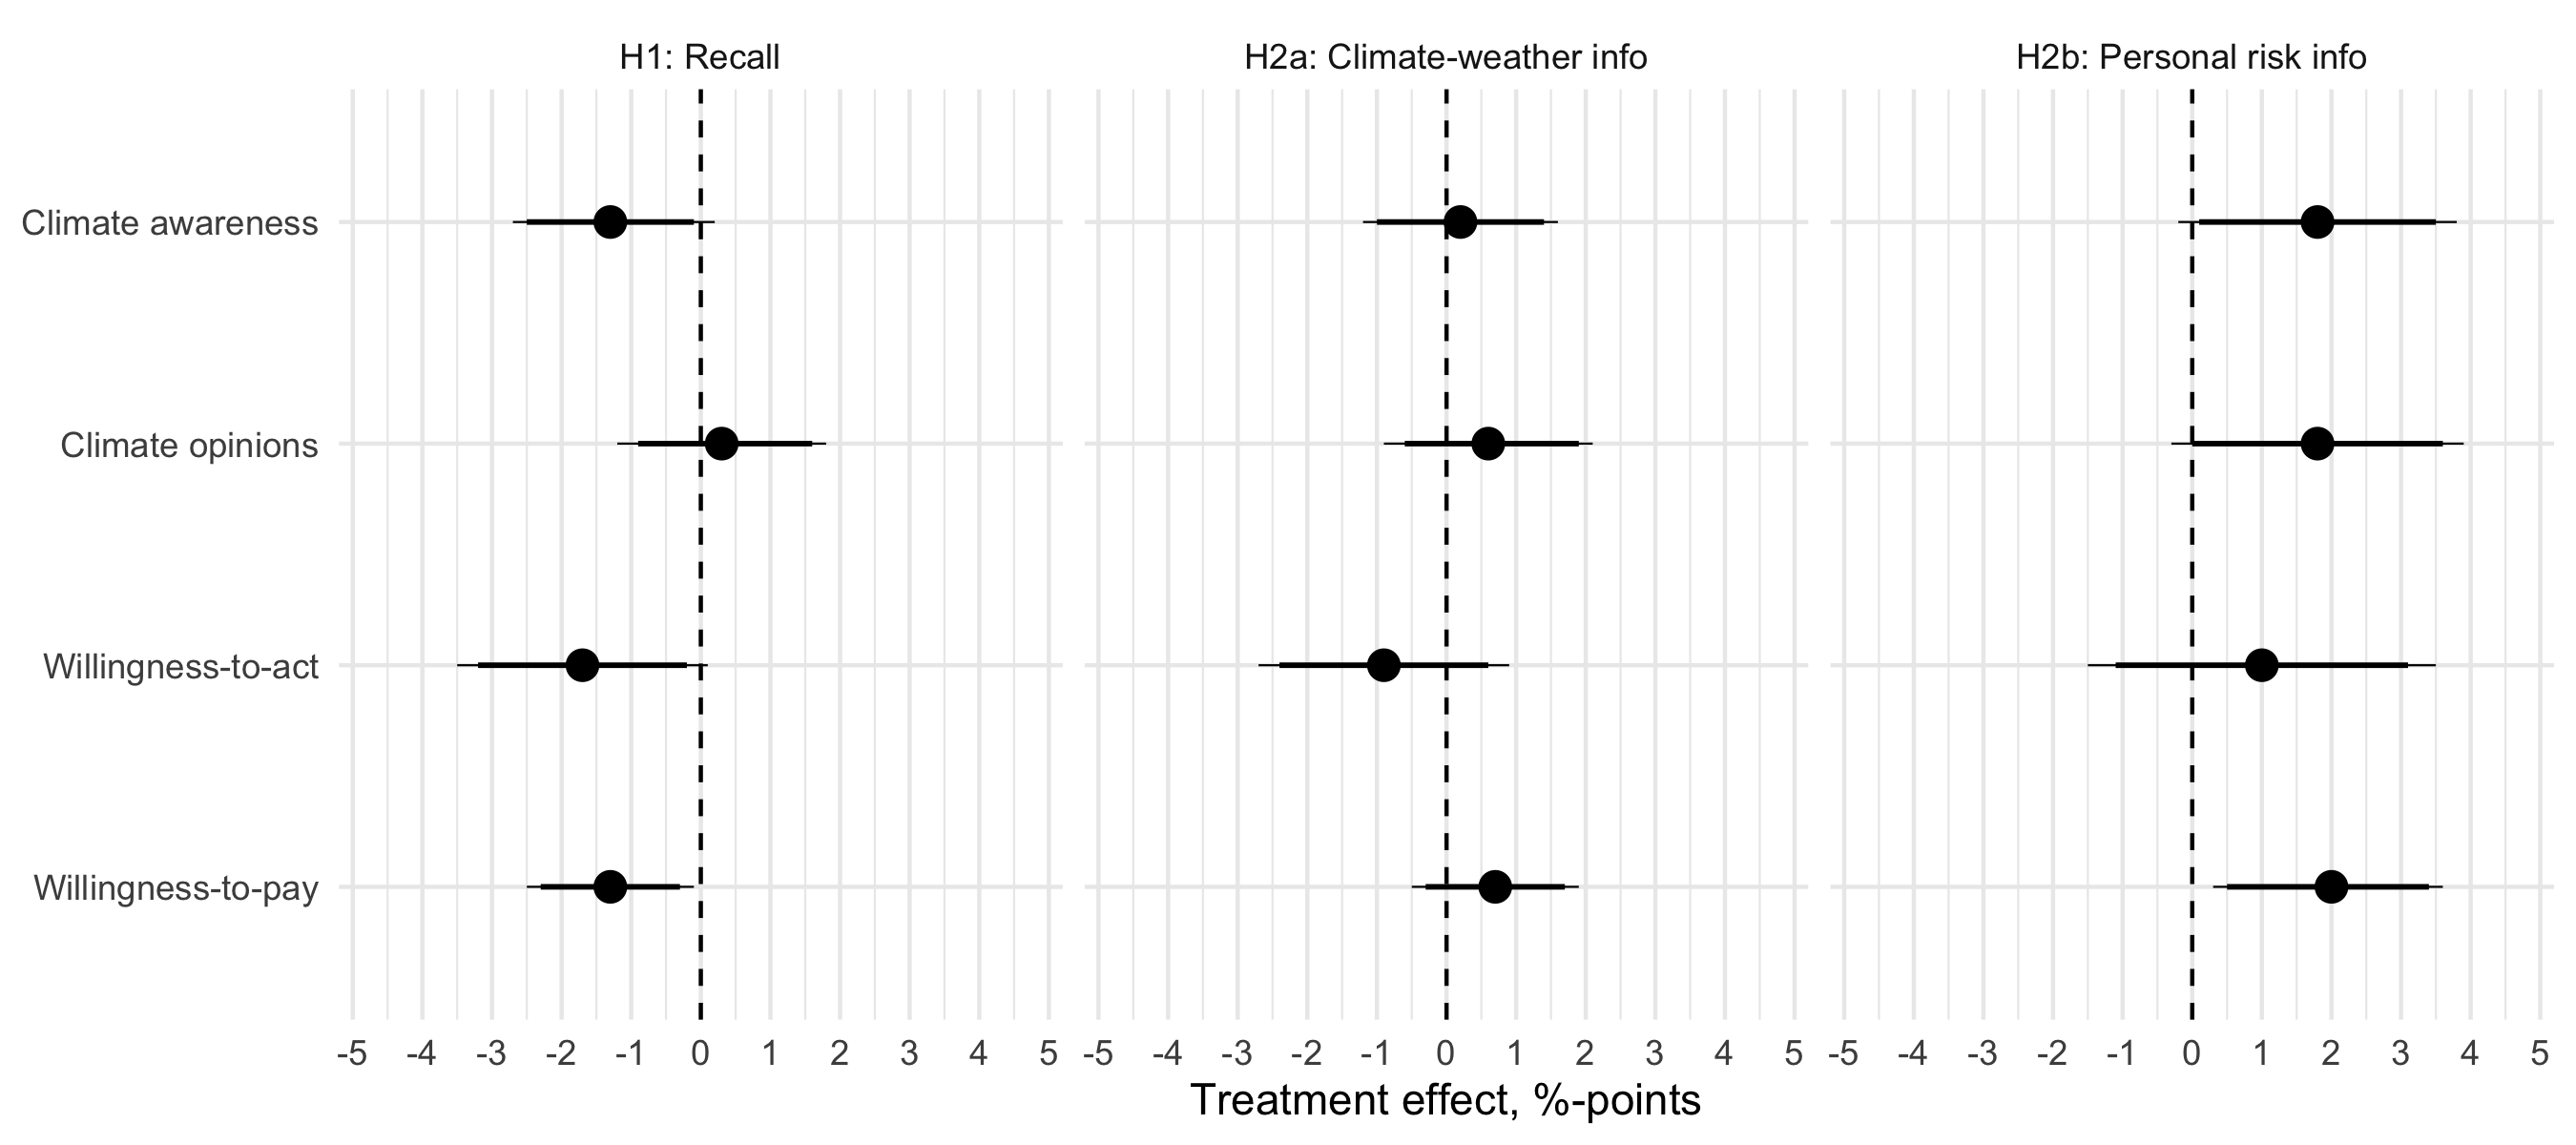 H1: Recall
H2a: Climate-weather info
H2b: Personal risk info
Climate awareness
Climate opinions
Willingness-to-act
Willingness-to-pay
-5 -4 -3 -2 -1 0 1 2 3 4 5
-5 -4 -3 -2 -1 0 1 2 3 4 5
-5 -4 -3 -2 -1 0 1 2 3 4 5
Treatment effect, %-points